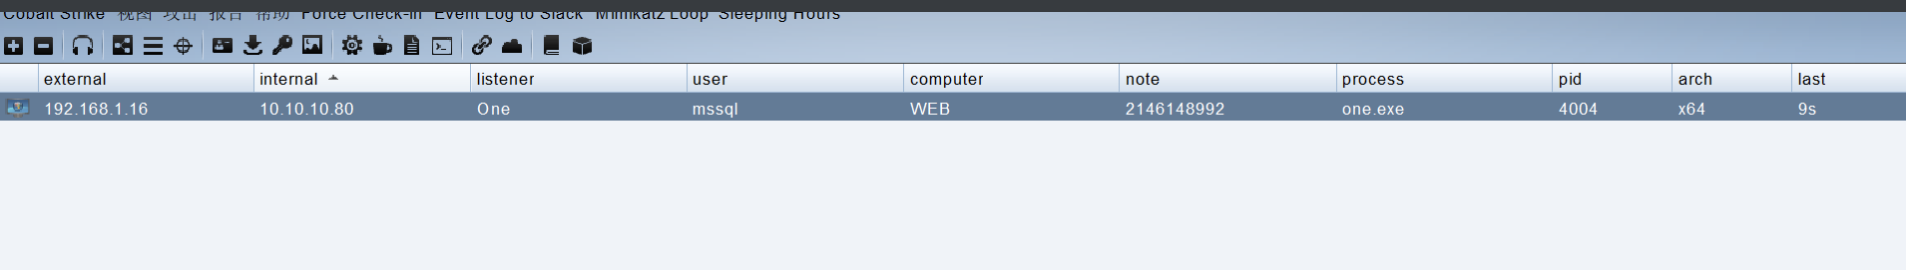 Cobalt Strike 视图 攻击 报告 帮助 Force Check-in Event Log to Slack Mimikatz Loop Sleeping Hours
external internal listener user computer note process pid arch last
192.168.1.16 10.10.10.80 One mssql WEB 2146148992 one.exe 4004 x64 9s